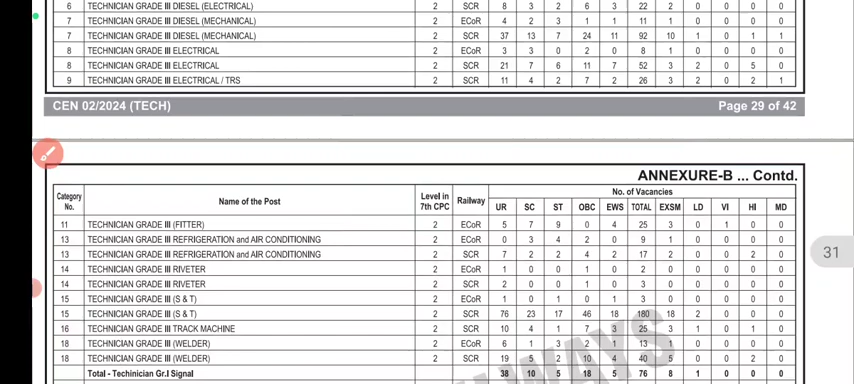 6 TECHNICIAN GRADE III DIESEL (ELECTRICAL) 2 SCR 8 3 2 6 3 22 2 0 0 0
7 TECHNICIAN GRADE III DIESEL (MECHANICAL) 2 ECoR 4 2 3 1 1 11 1 0 0 0 0
7 TECHNICIAN GRADE III DIESEL (MECHANICAL) 2 SCR 37 13 7 24 11 92 10 1 0 1 1
8 TECHNICIAN GRADE III ELECTRICAL 2 ECoR 3 3 0 2 0 8 1 0 0 0 0
8 TECHNICIAN GRADE III ELECTRICAL 2 SCR 21 7 6 11 7 52 3 2 0 5 0
9 TECHNICIAN GRADE III ELECTRICAL / TRS 2 SCR 11 4 2 7 2 26 3 2 0 2 1
CEN 02/2024 (TECH) Page 29 of 42
ANNEXURE-B ... Contd.
Category No. Name of the Post Level in 7th CPC Railway No. of Vacancies
UR SC ST OBC EWS TOTAL EXSM LD VI HI MD
11 TECHNICIAN GRADE III (FITTER) 2 ECoR 5 7 9 0 4 25 3 0 1 0 0
13 TECHNICIAN GRADE III REFRIGERATION and AIR CONDITIONING 2 ECoR 0 3 4 2 0 9 1 0 0 0 0
13 TECHNICIAN GRADE III REFRIGERATION and AIR CONDITIONING 2 SCR 7 2 2 4 2 17 2 0 0 2 0
14 TECHNICIAN GRADE III RIVETER 2 ECoR 1 0 0 1 0 2 0 0 0 0 0
14 TECHNICIAN GRADE III RIVETER 2 SCR 2 0 0 1 0 3 0 0 0 0 0
15 TECHNICIAN GRADE III (S & T) 2 ECoR 1 0 1 0 1 3 0 0 0 0 0
15 TECHNICIAN GRADE III (S & T) 2 SCR 76 23 17 46 18 180 18 2 0 0 0
16 TECHNICIAN GRADE III TRACK MACHINE 2 SCR 10 4 1 7 3 25 3 1 0 1 0
18 TECHNICIAN GRADE III (WELDER) 2 ECoR 6 1 3 2 1 13 1 0 0 0 0
18 TECHNICIAN GRADE III (WELDER) 2 SCR 19 5 2 10 4 40 5 0 0 2 0
Total - Techinician Gr.I Signal 38 10 5 18 5 76 8 1 0 0 0
31